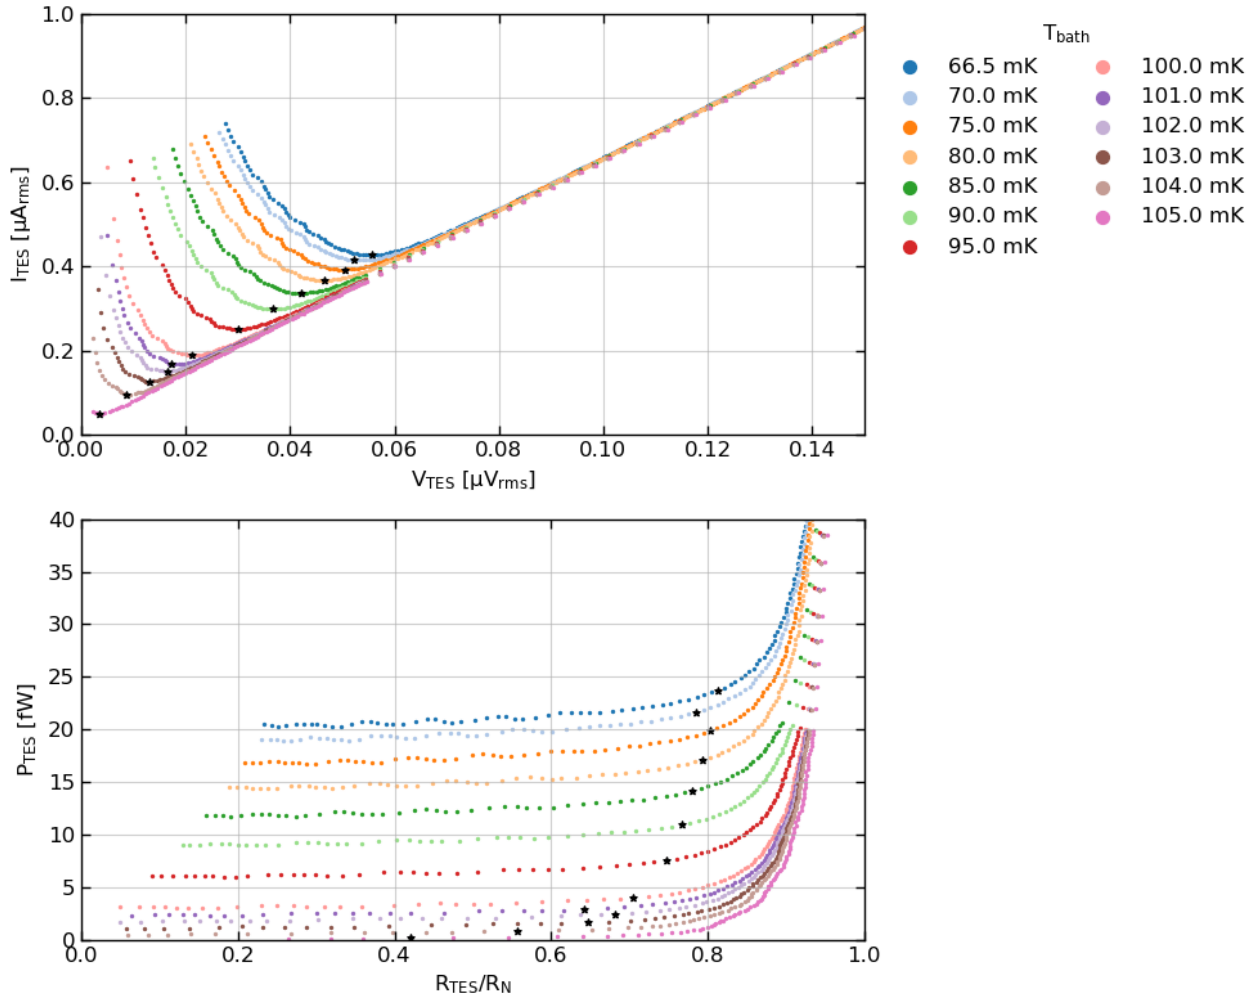 1.0
0.8
0.6
0.4
0.2
0.0
I_TES [µA_rms]
0.00 0.02 0.04 0.06 0.08 0.10 0.12 0.14
V_TES [µV_rms]
T_bath
66.5 mK 100.0 mK
70.0 mK 101.0 mK
75.0 mK 102.0 mK
80.0 mK 103.0 mK
85.0 mK 104.0 mK
90.0 mK 105.0 mK
95.0 mK
40
35
30
25
20
15
10
5
0
P_TES [fW]
0.0 0.2 0.4 0.6 0.8 1.0
R_TES/R_N